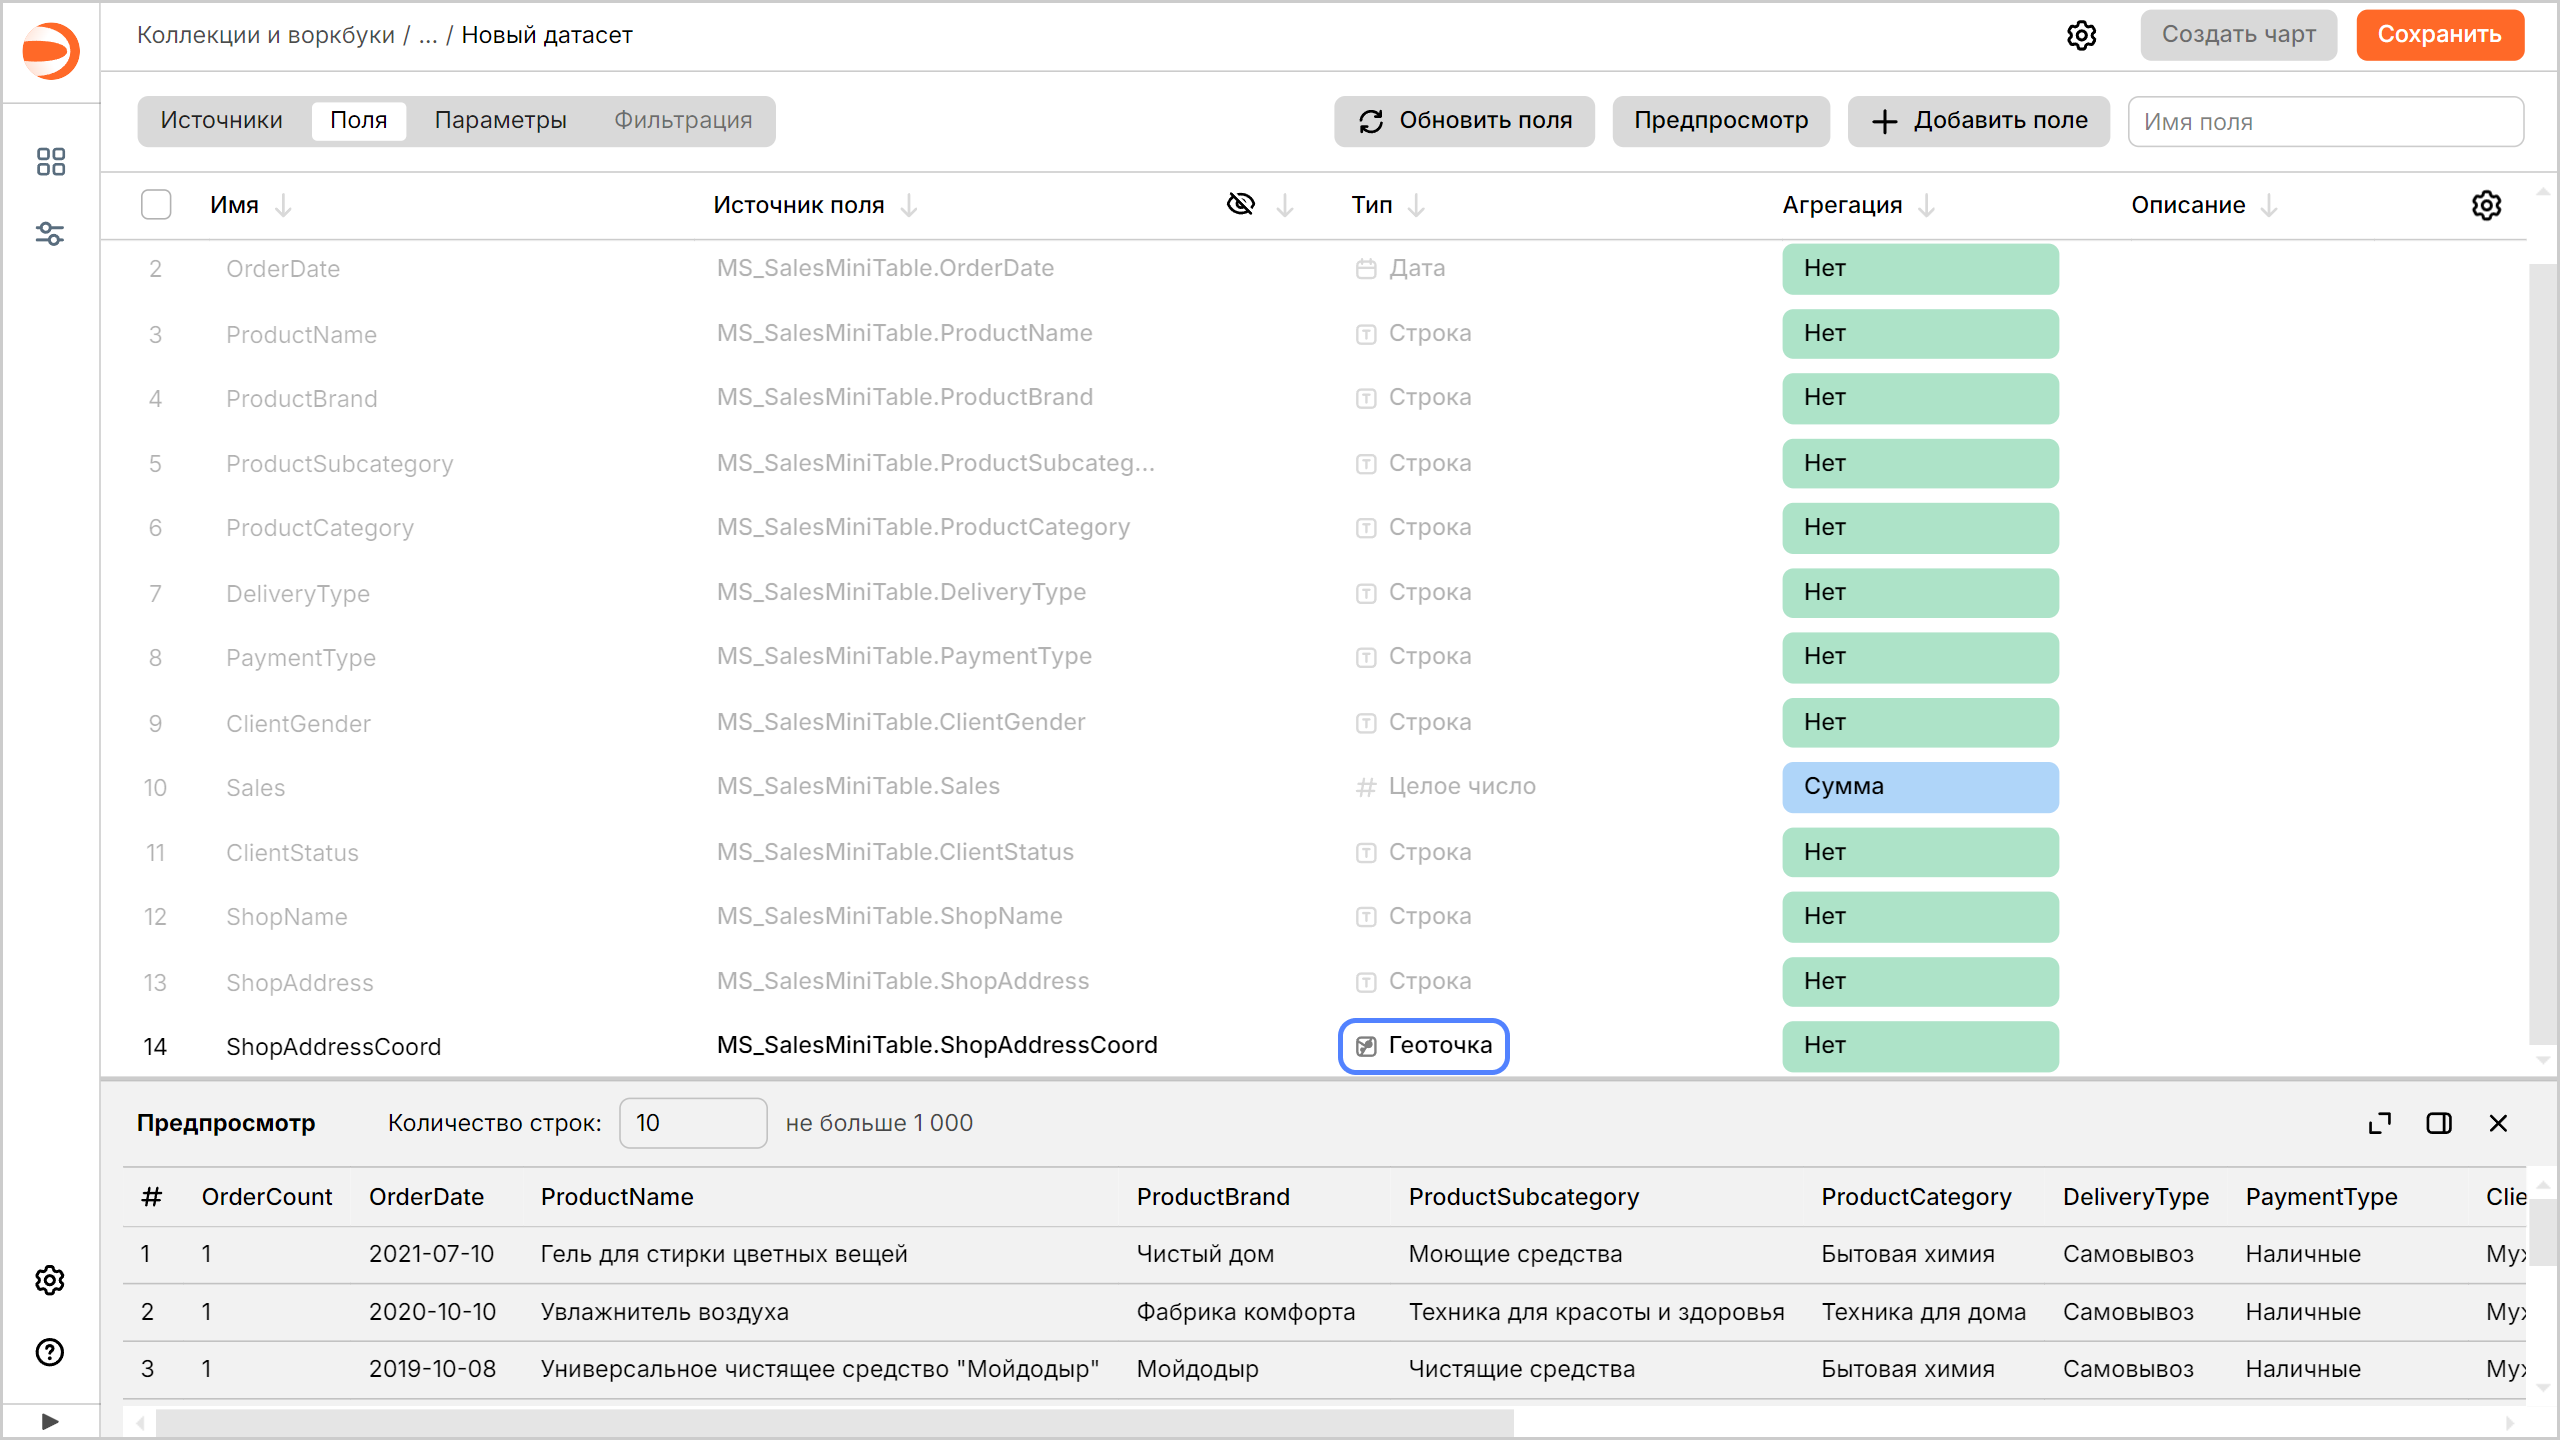 Коллекции и воркбуки / ... / Новый датасет
Создать чарт
Сохранить
Источники Поля Параметры Фильтрация
Обновить поля
Предпросмотр
Добавить поле
Имя поля
Имя Источник поля Тип Агрегация Описание
2 OrderDate MS_SalesMiniTable.OrderDate Дата Нет
3 ProductName MS_SalesMiniTable.ProductName Строка Нет
4 ProductBrand MS_SalesMiniTable.ProductBrand Строка Нет
5 ProductSubcategory MS_SalesMiniTable.ProductSubcateg... Строка Нет
6 ProductCategory MS_SalesMiniTable.ProductCategory Строка Нет
7 DeliveryType MS_SalesMiniTable.DeliveryType Строка Нет
8 PaymentType MS_SalesMiniTable.PaymentType Строка Нет
9 ClientGender MS_SalesMiniTable.ClientGender Строка Нет
10 Sales MS_SalesMiniTable.Sales Целое число Сумма
11 ClientStatus MS_SalesMiniTable.ClientStatus Строка Нет
12 ShopName MS_SalesMiniTable.ShopName Строка Нет
13 ShopAddress MS_SalesMiniTable.ShopAddress Строка Нет
14 ShopAddressCoord MS_SalesMiniTable.ShopAddressCoord Геоточка Нет
Предпросмотр Количество строк: 10 не больше 1 000
# OrderCount OrderDate ProductName ProductBrand ProductSubcategory ProductCategory DeliveryType PaymentType Clie
1 1 2021-07-10 Гель для стирки цветных вещей Чистый дом Моющие средства Бытовая химия Самовывоз Наличные Му
2 1 2020-10-10 Увлажнитель воздуха Фабрика комфорта Техника для красоты и здоровья Техника для дома Самовывоз Наличные Му
3 1 2019-10-08 Универсальное чистящее средство "Мойдодыр" Мойдодыр Чистящие средства Бытовая химия Самовывоз Наличные Му